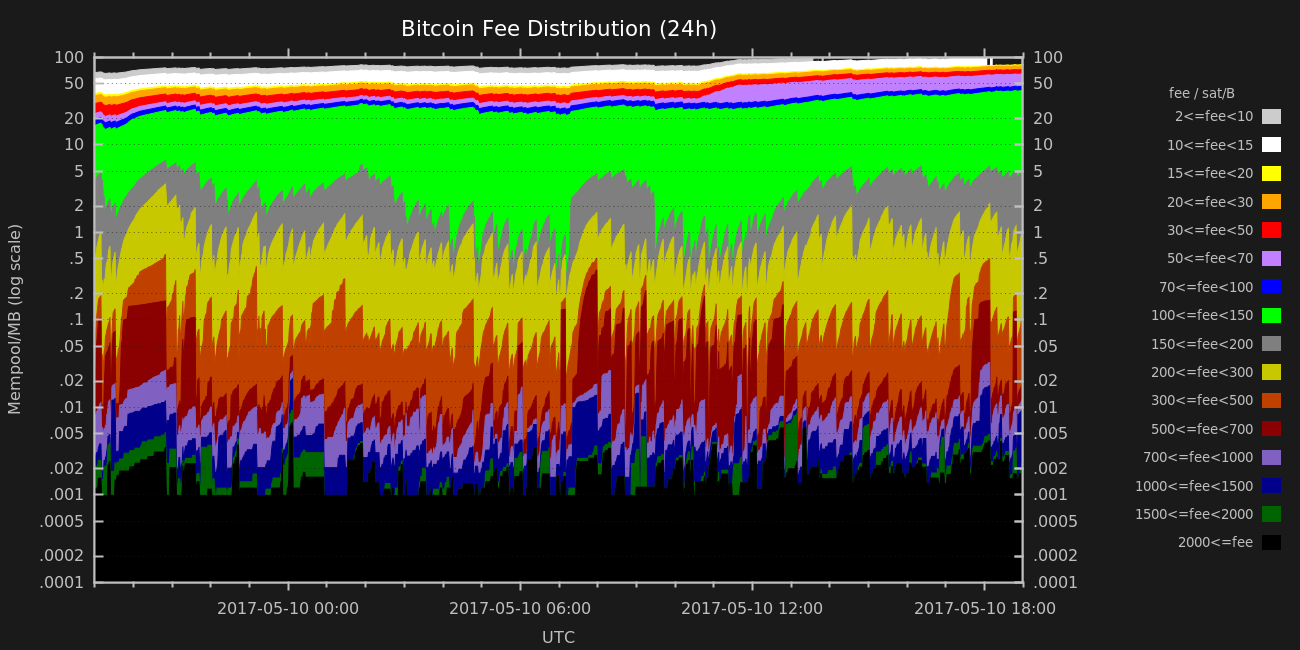 Bitcoin Fee Distribution (24h)
100
50
20
10
5
2
1
.5
.2
.1
.05
.02
.01
.005
.002
.001
.0005
.0002
.0001
Mempool/MB (log scale)
100
50
20
10
5
2
1
.5
.2
.1
.05
.02
.01
.005
.002
.001
.0005
.0002
.0001
2017-05-10 00:00
2017-05-10 06:00
2017-05-10 12:00
2017-05-10 18:00
UTC
fee / sat/B
2<=fee<10
10<=fee<15
15<=fee<20
20<=fee<30
30<=fee<50
50<=fee<70
70<=fee<100
100<=fee<150
150<=fee<200
200<=fee<300
300<=fee<500
500<=fee<700
700<=fee<1000
1000<=fee<1500
1500<=fee<2000
2000<=fee